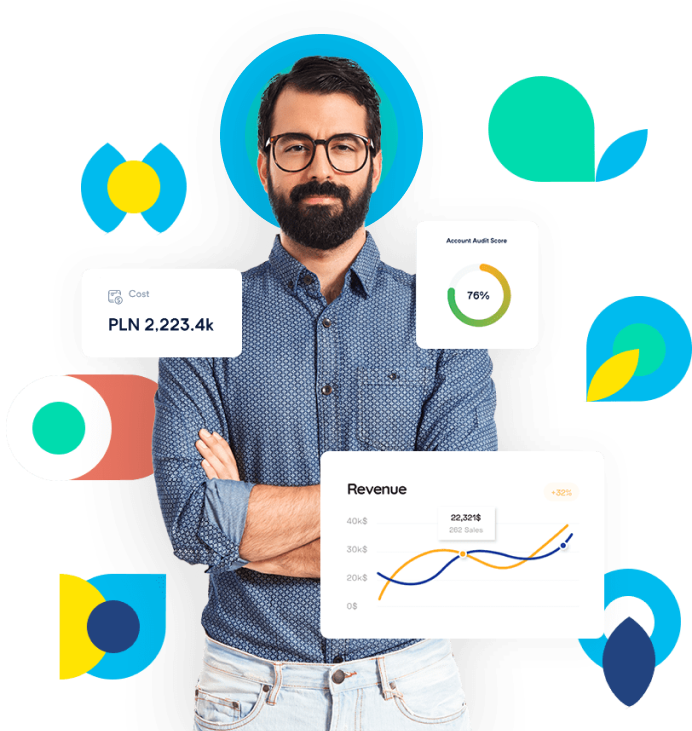 Account Audit Score
76%
Cost
PLN 2,223.4k
Revenue
+32%
22,321$
262 Sales
40k$
30k$
20k$
0$